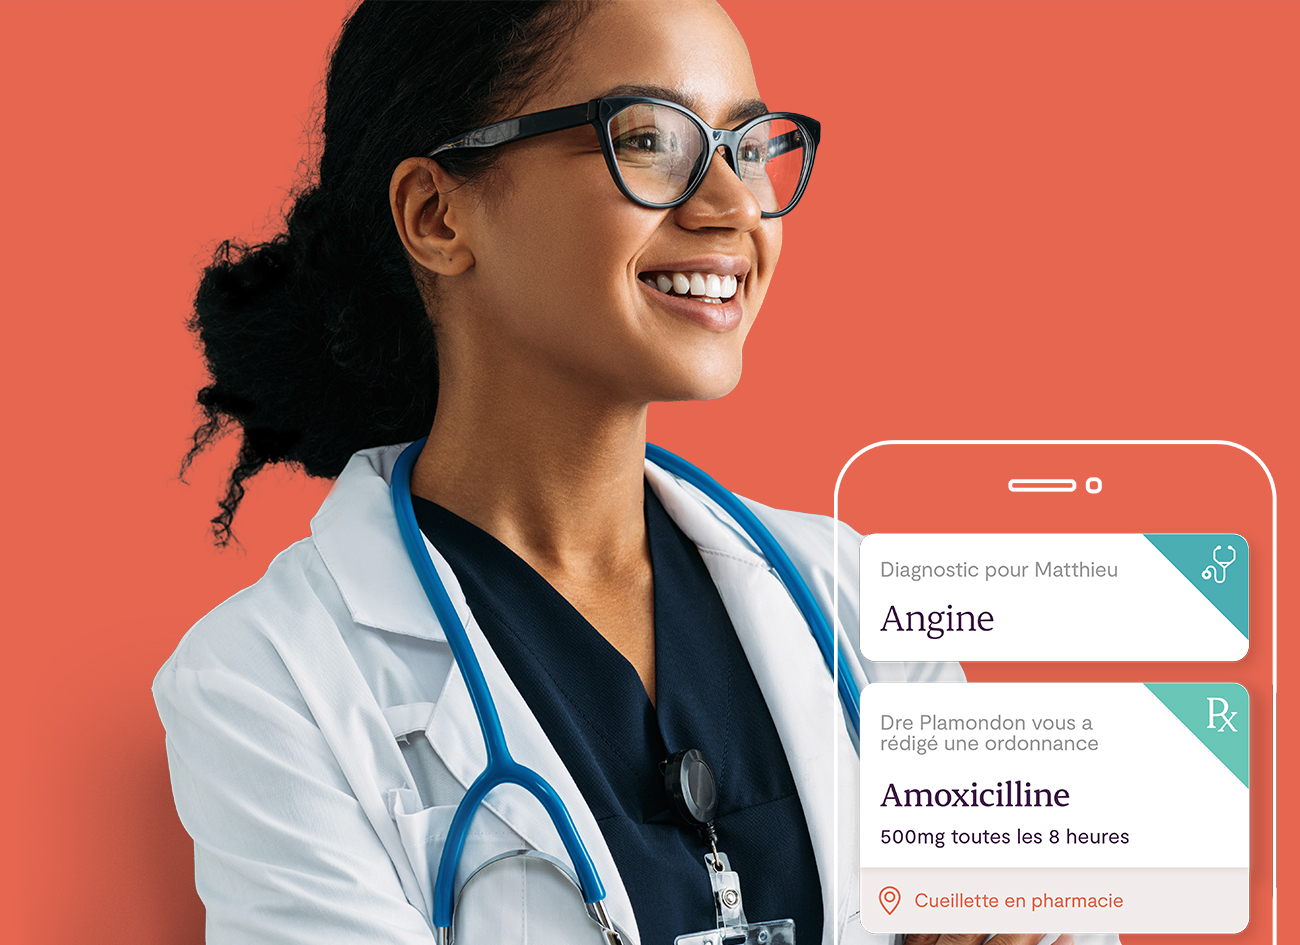 Diagnostic pour Matthieu
Angine
Dre Plamondon vous a
rédigé une ordonnance
Rx
Amoxicilline
500mg toutes les 8 heures
Cueillette en pharmacie